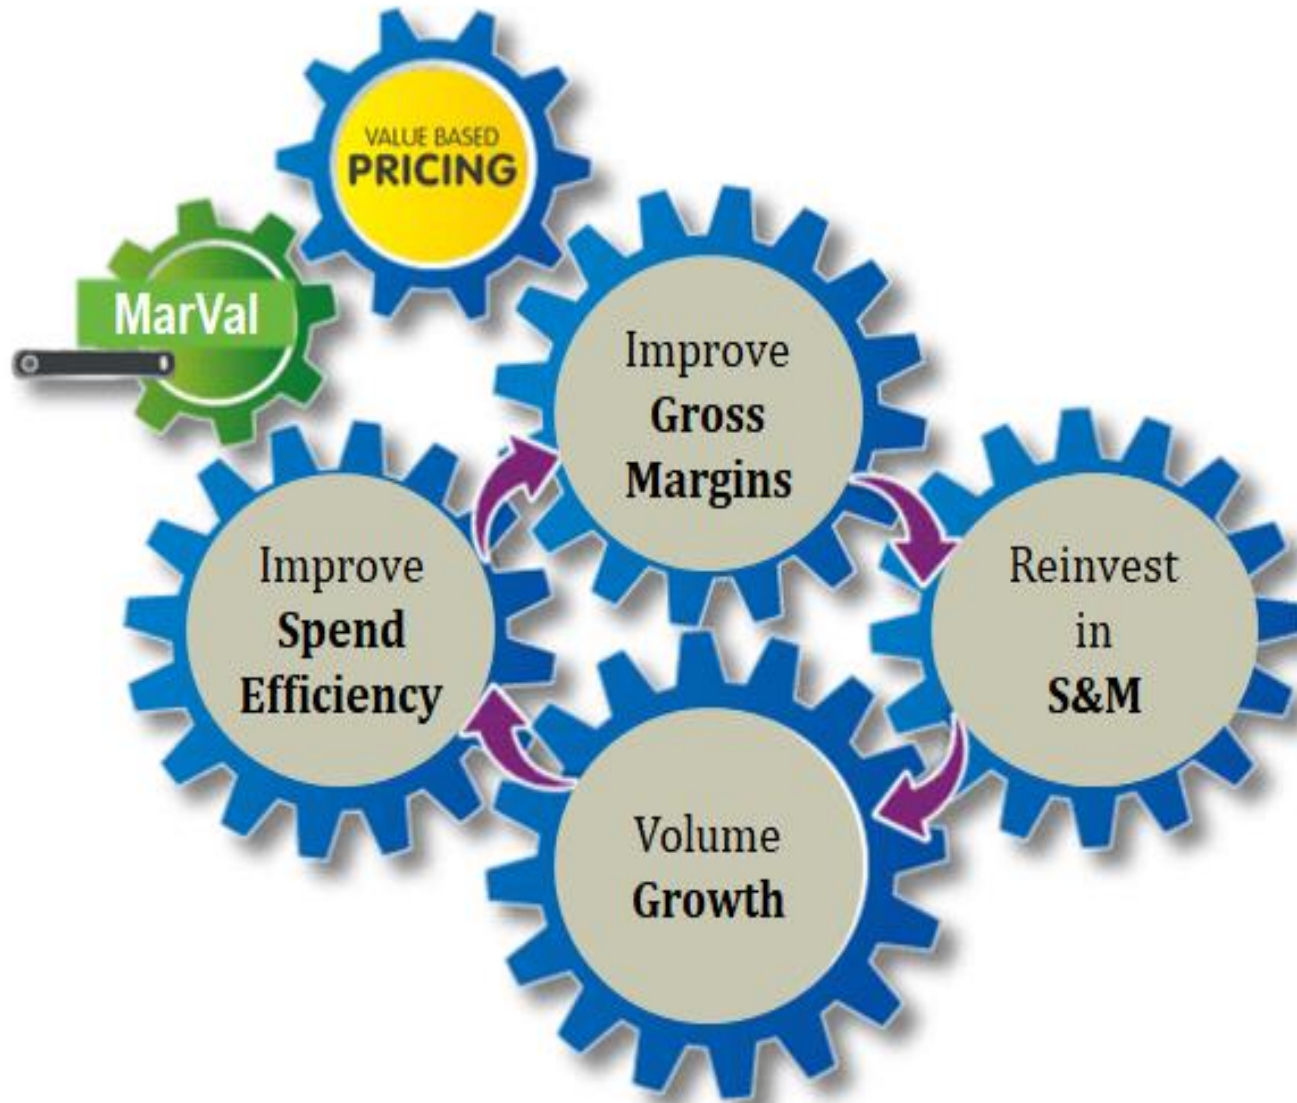 VALUE BASED
PRICING
MarVal
Improve
Gross
Margins
Improve
Spend
Efficiency
Reinvest
in
S&M
Volume
Growth